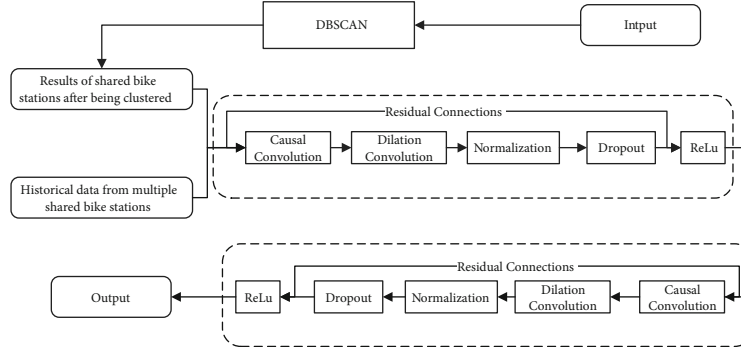 DBSCAN
Intput
Results of shared bike
stations after being clustered
Residual Connections
Causal
Convolution
Dilation
Convolution
Normalization
Dropout
ReLu
Historical data from multiple
shared bike stations
Residual Connections
Output
ReLu
Dropout
Normalization
Dilation
Convolution
Causal
Convolution